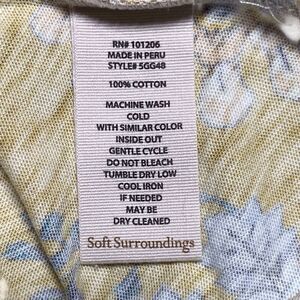 RN# 101206
MADE IN PERU
STYLE# 5GG48
100% COTTON
MACHINE WASH
COLD
WITH SIMILAR COLOR
INSIDE OUT
GENTLE CYCLE
DO NOT BLEACH
TUMBLE DRY LOW
COOL IRON
IF NEEDED
MAY BE
DRY CLEANED
Soft Surroundings